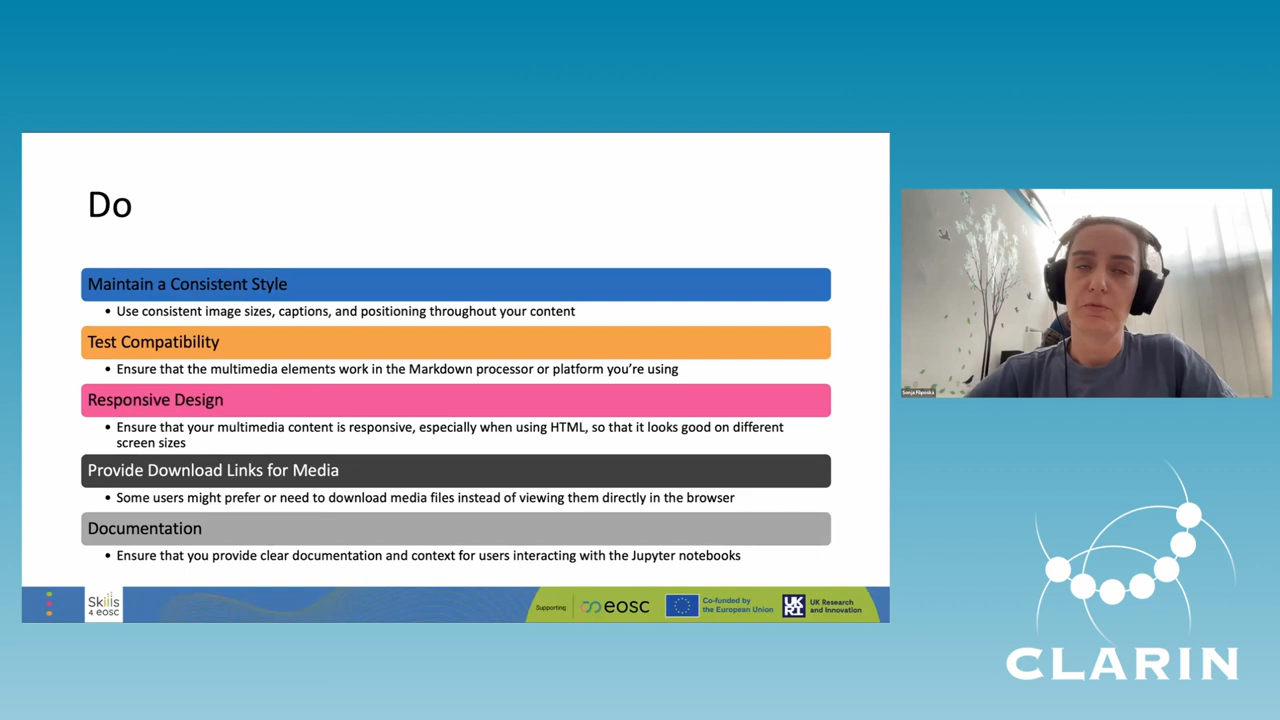 Do
Maintain a Consistent Style
• Use consistent image sizes, captions, and positioning throughout your content
Test Compatibility
• Ensure that the multimedia elements work in the Markdown processor or platform you're using
Responsive Design
• Ensure that your multimedia content is responsive, especially when using HTML, so that it looks good on different
screen sizes
Provide Download Links for Media
• Some users might prefer or need to download media files instead of viewing them directly in the browser
Documentation
• Ensure that you provide clear documentation and context for users interacting with the Jupyter notebooks
Skills
4 eosc
Supporting
eosc
Co-funded by
the European Union
UK
RI
UK Research
and Innovation
Sonja Filiposka
CLARIN